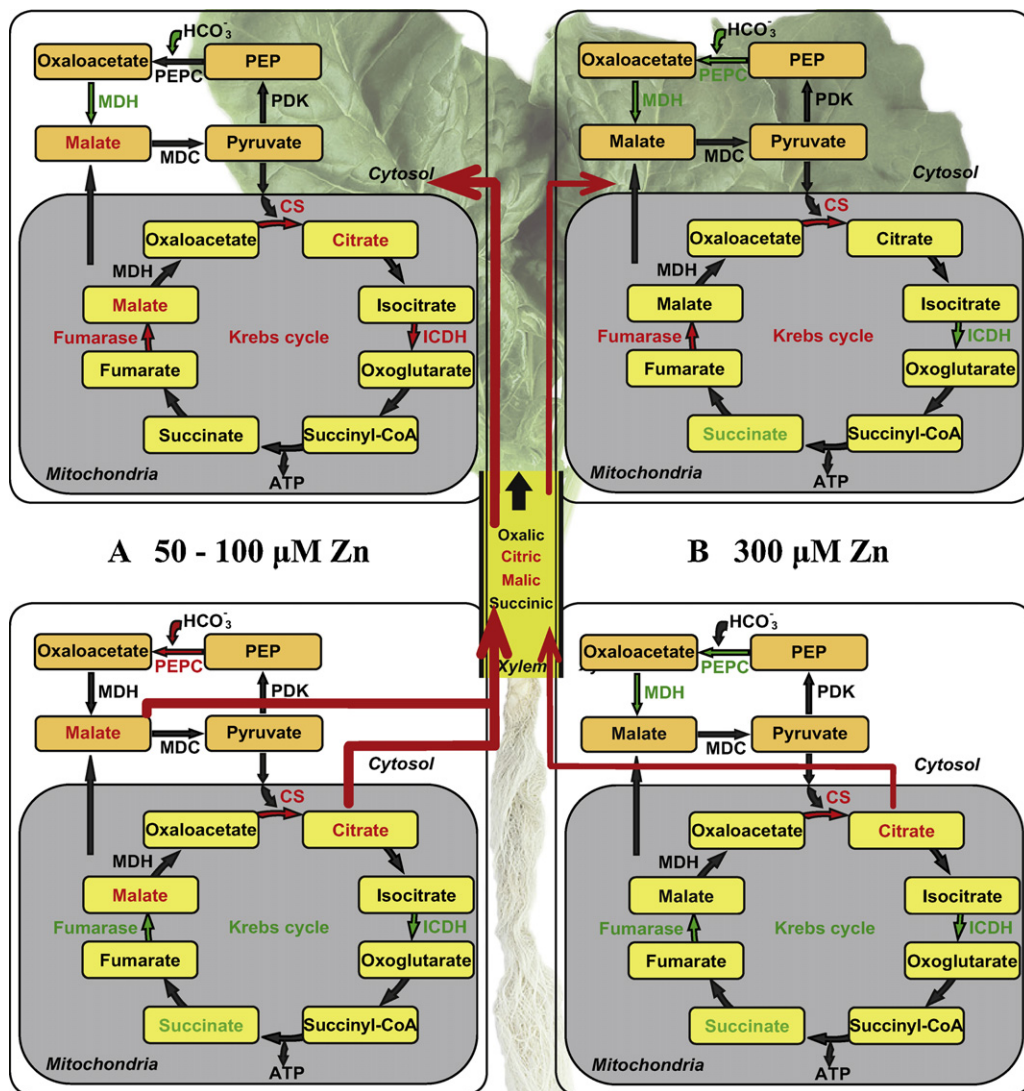 HCO3-
Oxaloacetate PEP
PEPC
MDH PDK
Malate Pyruvate
MDC
Cytosol
CS
Oxaloacetate Citrate
MDH
Malate Isocitrate
Fumarase Krebs cycle ICDH
Fumarate Oxoglutarate
Succinate Succinyl-CoA
Mitochondria ATP
HCO3-
Oxaloacetate PEP
PEPC
MDH PDK
Malate Pyruvate
MDC
Cytosol
CS
Oxaloacetate Citrate
MDH
Malate Isocitrate
Fumarase Krebs cycle ICDH
Fumarate Oxoglutarate
Succinate Succinyl-CoA
Mitochondria ATP
Oxalic
Citric
Malic
Succinic
Xylem
A 50 - 100 μM Zn
B 300 μM Zn
HCO3-
Oxaloacetate PEP
PEPC
MDH PDK
Malate Pyruvate
MDC
Cytosol
CS
Oxaloacetate Citrate
MDH
Malate Isocitrate
Fumarase Krebs cycle ICDH
Fumarate Oxoglutarate
Succinate Succinyl-CoA
Mitochondria ATP
HCO3-
Oxaloacetate PEP
PEPC
MDH PDK
Malate Pyruvate
MDC
Cytosol
CS
Oxaloacetate Citrate
MDH
Malate Isocitrate
Fumarase Krebs cycle ICDH
Fumarate Oxoglutarate
Succinate Succinyl-CoA
Mitochondria ATP